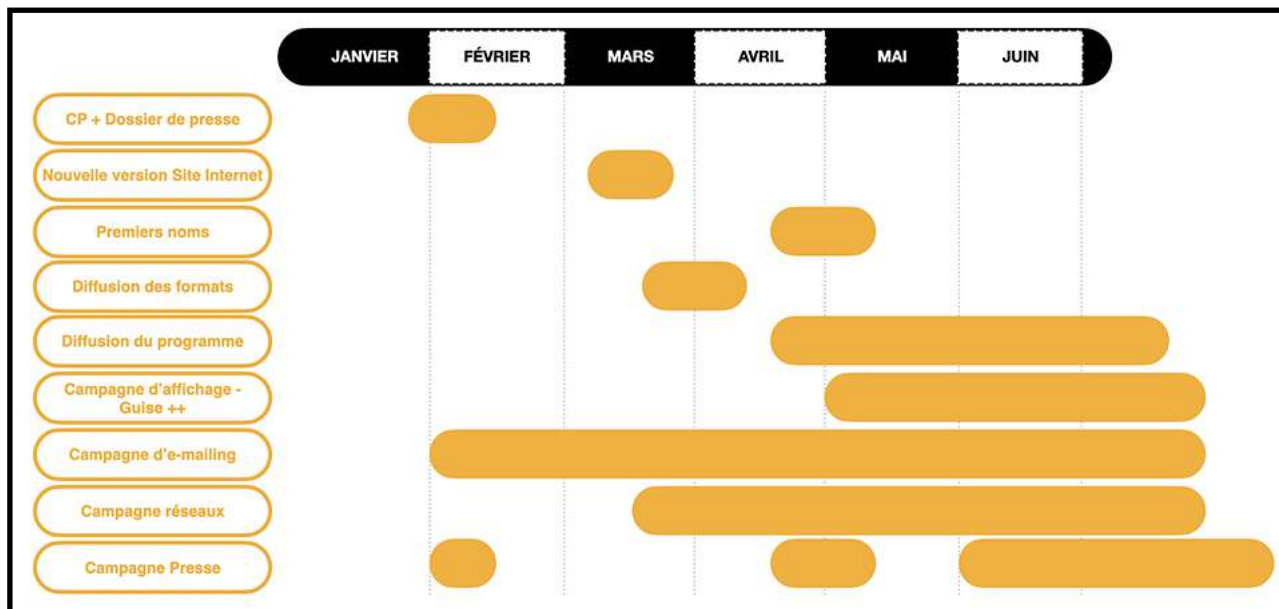 JANVIER FÉVRIER MARS AVRIL MAI JUIN
CP + Dossier de presse
Nouvelle version Site Internet
Premiers noms
Diffusion des formats
Diffusion du programme
Campagne d'affichage -
Guise ++
Campagne d'e-mailing
Campagne réseaux
Campagne Presse